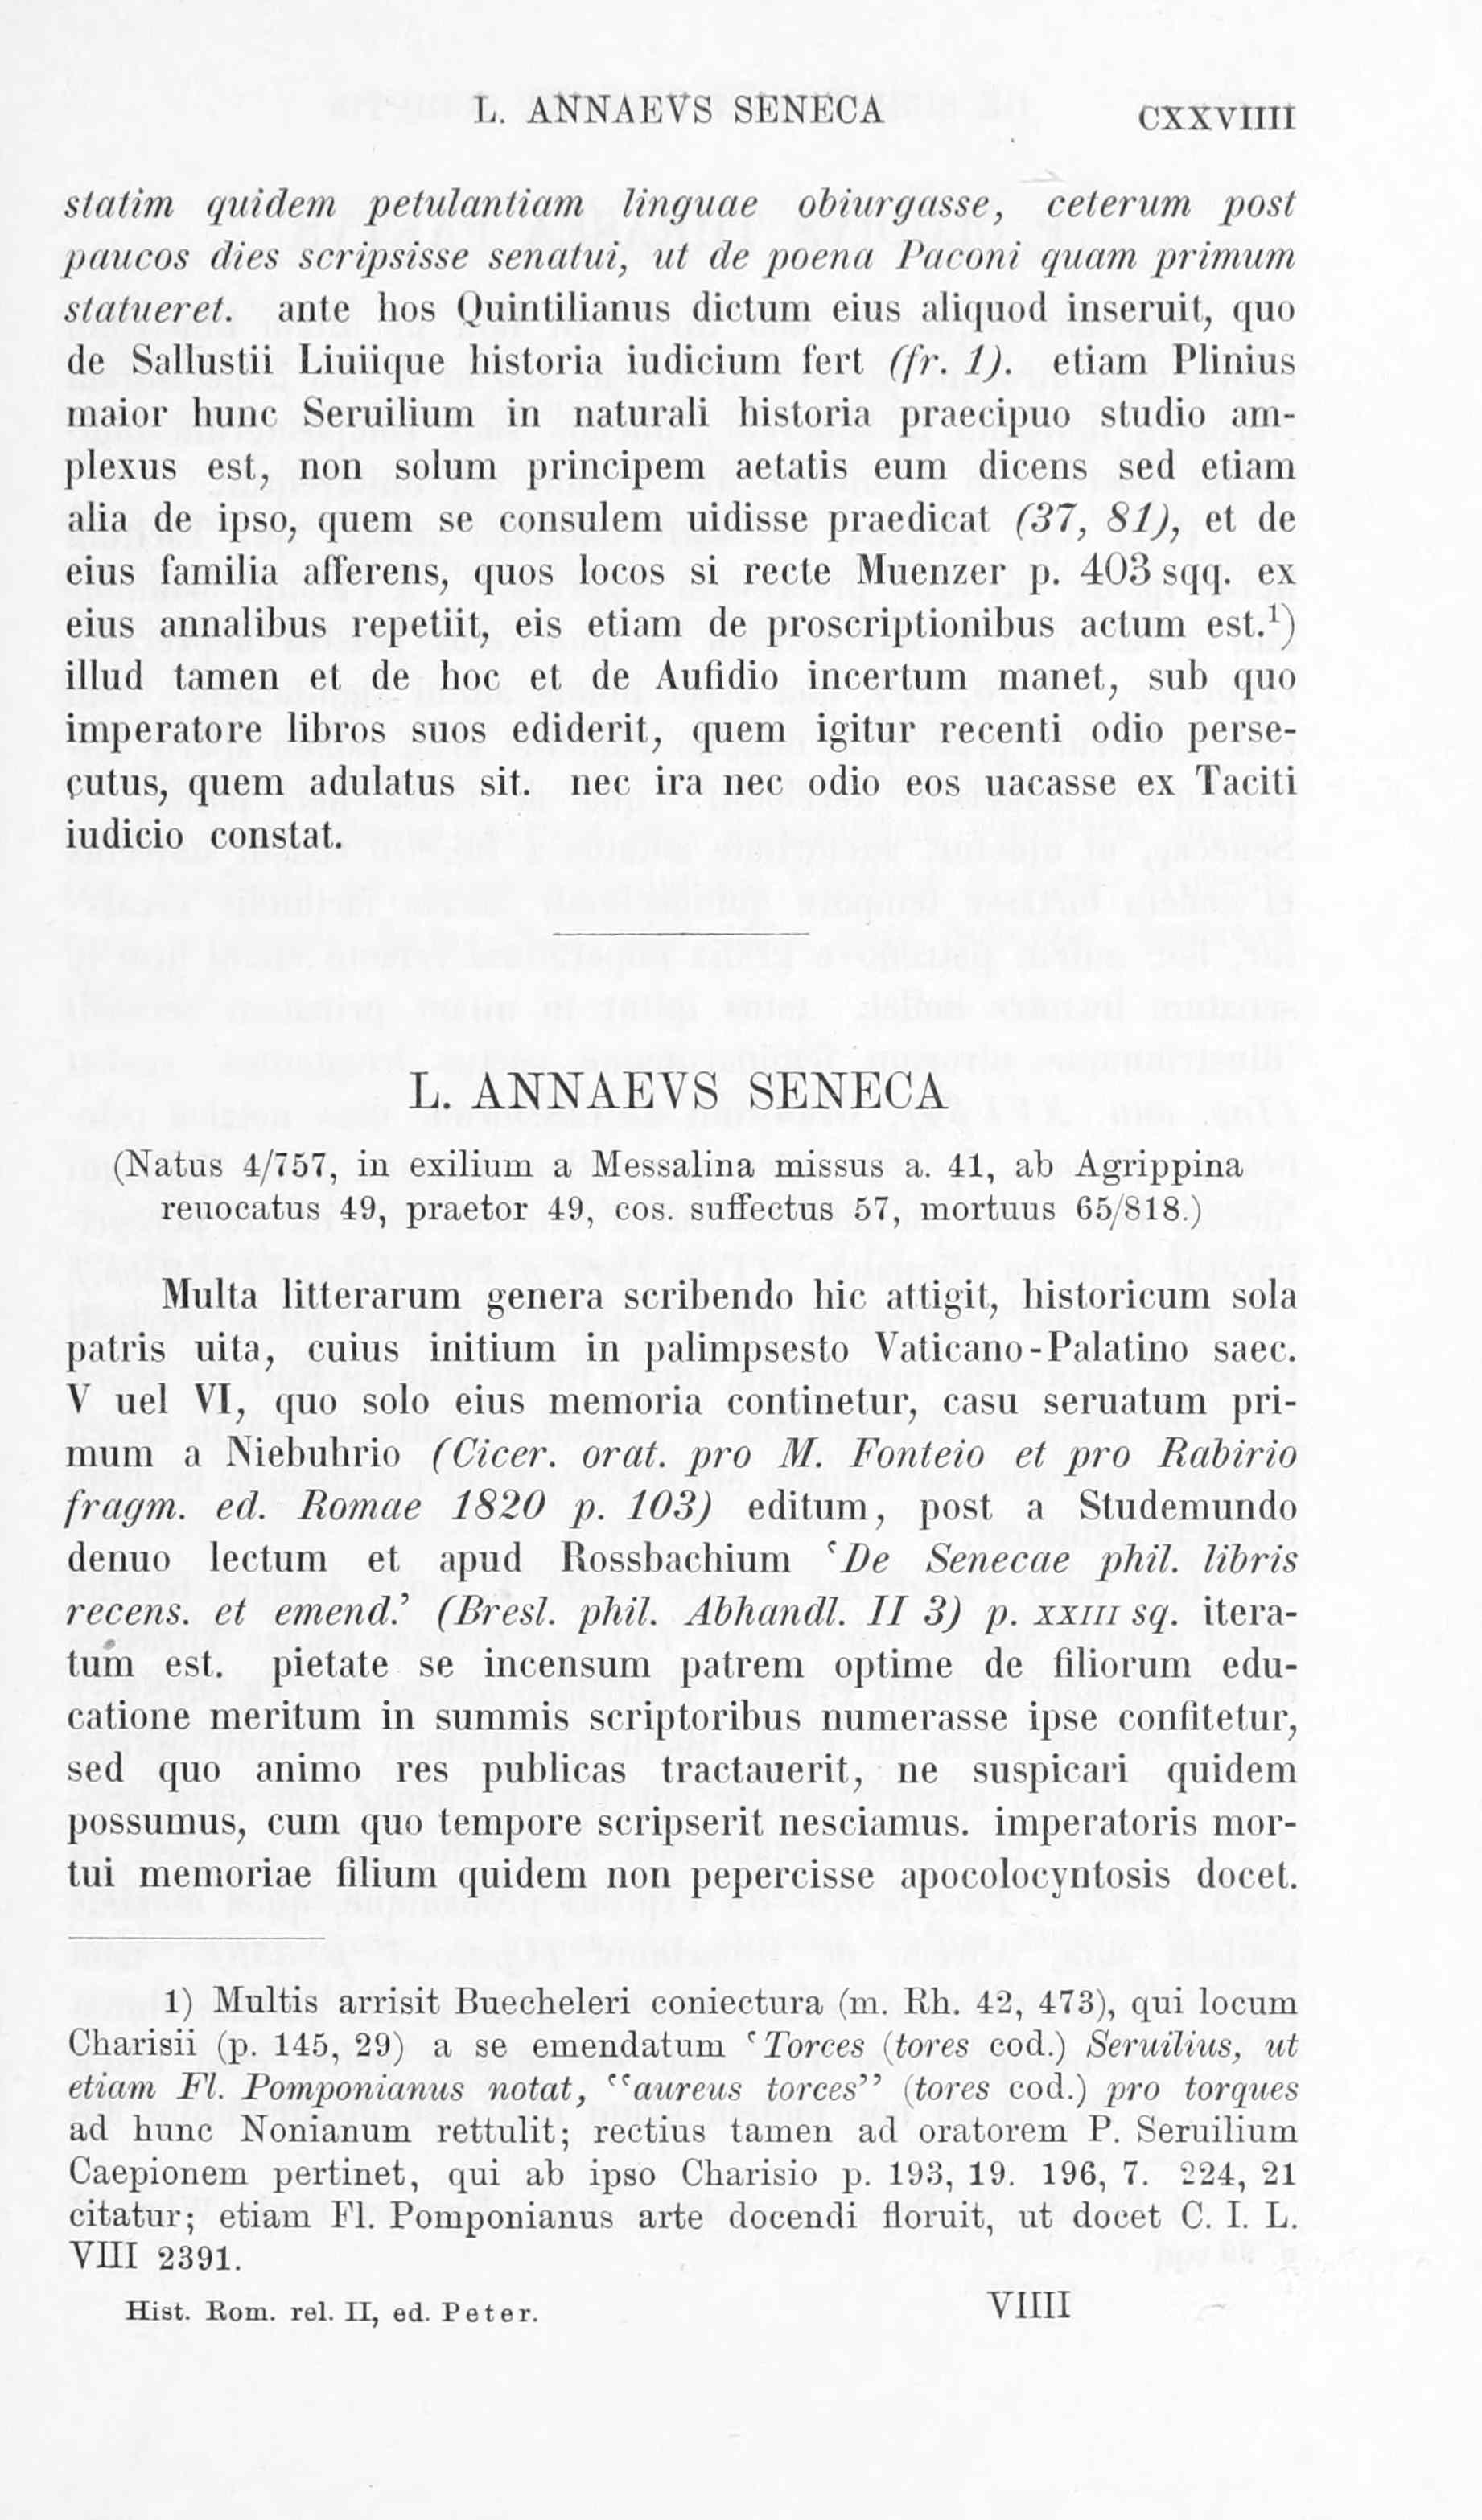 L. ANNAEVS SENECA CXXVIIII
statim quidem petulantiam linguae obiurgasse, ceterum post
paucos dies scripsisse senatui, ut de poena Paconi quam primum
statueret. ante hos Quintilianus dictum eius aliquod inseruit, quo
de Sallustii Liuiique historia iudicium fert (fr. 1). etiam Plinius
maior hunc Seruilium in naturali historia praecipuo studio am-
plexus est, non solum principem aetatis eum dicens sed etiam
alia de ipso, quem se consulem uidisse praedicat (37, 81), et de
eius familia afferens, quos locos si recte Muenzer p. 403 sqq. ex
eius annalibus repetiit, eis etiam de proscriptionibus actum est.¹)
illud tamen et de hoc et de Aufidio incertum manet, sub quo
imperatore libros suos ediderit, quem igitur recenti odio perse-
cutus, quem adulatus sit. nec ira nec odio eos uacasse ex Taciti
iudicio constat.
L. ANNAEVS SENECA
(Natus 4/757, in exilium a Messalina missus a. 41, ab Agrippina
reuocatus 49, praetor 49, cos. suffectus 57, mortuus 65/818.)
Multa litterarum genera scribendo hic attigit, historicum sola
patris uita, cuius initium in palimpsesto Vaticano-Palatino saec.
V uel VI, quo solo eius memoria continetur, casu seruatum pri-
mum a Niebuhrio (Cicer. orat. pro M. Fonteio et pro Rabirio
fragm. ed. Romae 1820 p. 103) editum, post a Studemundo
denuo lectum et apud Rossbachium ‘De Senecae phil. libris
recens. et emend.’ (Bresl. phil. Abhandl. II 3) p. XXIII sq. itera-
tum est. pietate se incensum patrem optime de filiorum edu-
catione meritum in summis scriptoribus numerasse ipse confitetur,
sed quo animo res publicas tractauerit, ne suspicari quidem
possumus, cum quo tempore scripserit nesciamus. imperatoris mor-
tui memoriae filium quidem non pepercisse apocolocyntosis docet.
1) Multis arrisit Buecheleri coniectura (m. Rh. 42, 473), qui locum
Charisii (p. 145, 29) a se emendatum ‘Torces (tores cod.) Seruilius, ut
etiam Fl. Pomponianus notat, “aureus torces” (tores cod.) pro torques
ad hunc Nonianum rettulit; rectius tamen ad oratorem P. Seruilium
Caepionem pertinet, qui ab ipso Charisio p. 193, 19. 196, 7. 224, 21
citatur; etiam Fl. Pomponianus arte docendi floruit, ut docet C. I. L.
VIII 2391.
Hist. Rom. rel. II, ed. Peter. VIIII